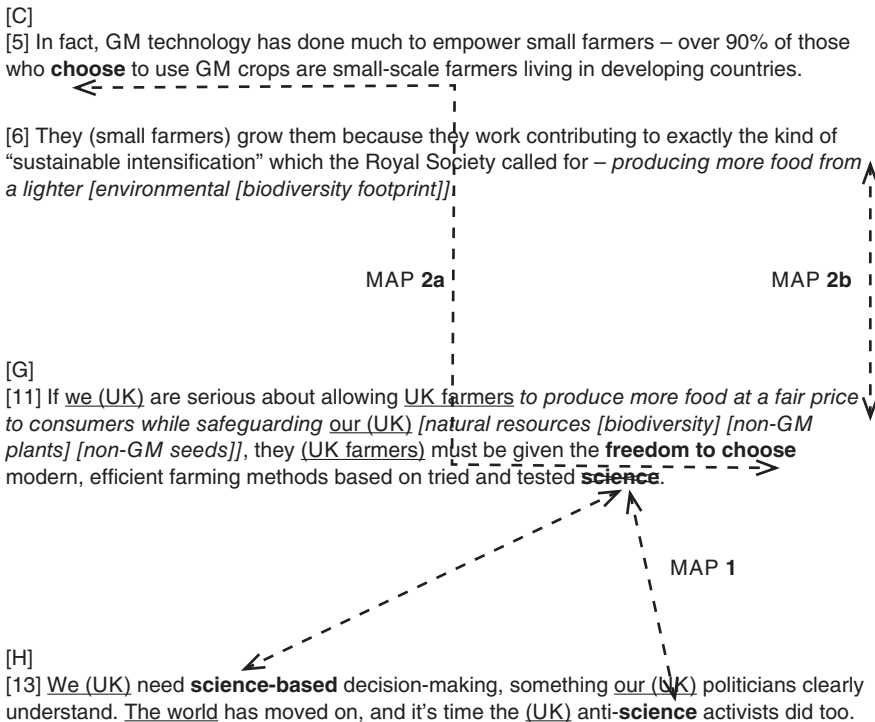 [C]
[5] In fact, GM technology has done much to empower small farmers – over 90% of those
who choose to use GM crops are small-scale farmers living in developing countries.
[6] They (small farmers) grow them because they work contributing to exactly the kind of
“sustainable intensification” which the Royal Society called for – producing more food from
a lighter [environmental [biodiversity footprint]]
MAP 2a
MAP 2b
[G]
[11] If we (UK) are serious about allowing UK farmers to produce more food at a fair price
to consumers while safeguarding our (UK) [natural resources [biodiversity] [non-GM
plants] [non-GM seeds]], they (UK farmers) must be given the freedom to choose
modern, efficient farming methods based on tried and tested science.
MAP 1
[H]
[13] We (UK) need science-based decision-making, something our (UK) politicians clearly
understand. The world has moved on, and it’s time the (UK) anti-science activists did too.